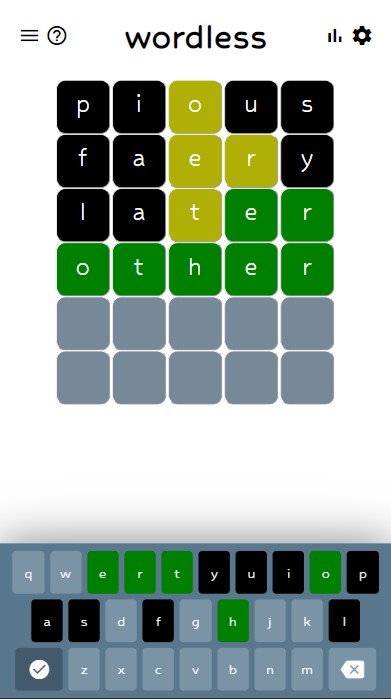 wordless
p i o u s
f a e r y
l a t e r
o t h e r
q w e r t y u i o p
a s d f g h j k l
z x c v b n m